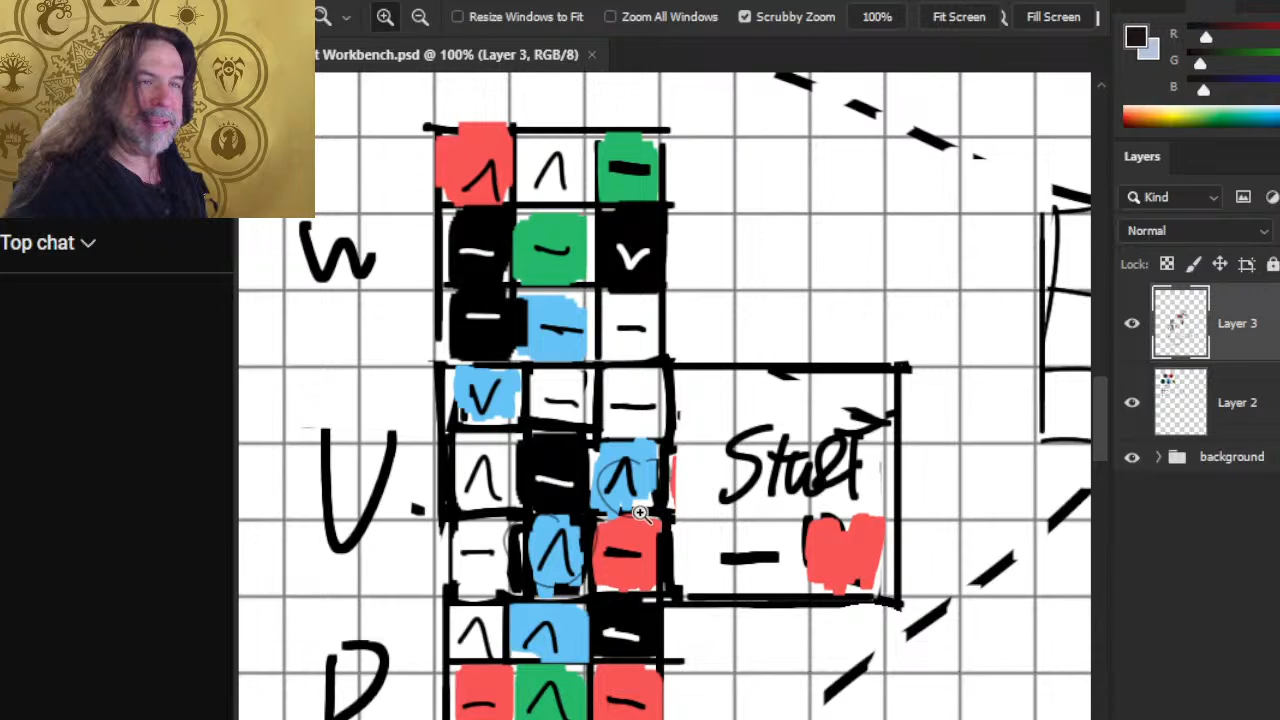 Resize Windows to Fit
Zoom All Windows
Scrubby Zoom
100%
Fit Screen
Fill Screen
t Workbench.psd @ 100% (Layer 3, RGB/8)
R
G
B
Layers
Kind
Normal
Lock:
Layer 3
Layer 2
background
Top chat
W
U
Start